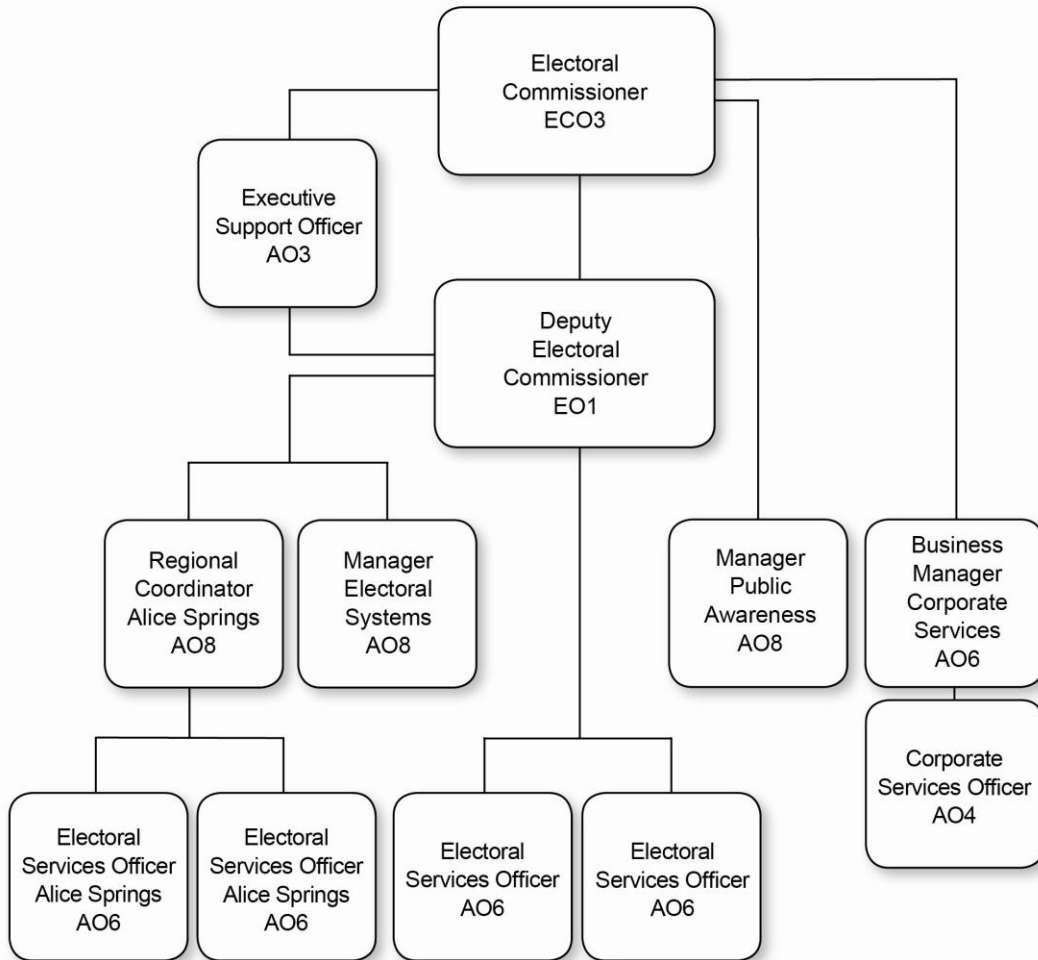 Electoral
Commissioner
ECO3
Executive
Support Officer
AO3
Deputy
Electoral
Commissioner
EO1
Regional
Coordinator
Alice Springs
AO8
Manager
Electoral
Systems
AO8
Manager
Public
Awareness
AO8
Business
Manager
Corporate
Services
AO6
Corporate
Services Officer
AO4
Electoral
Services Officer
Alice Springs
AO6
Electoral
Services Officer
Alice Springs
AO6
Electoral
Services Officer
AO6
Electoral
Services Officer
AO6